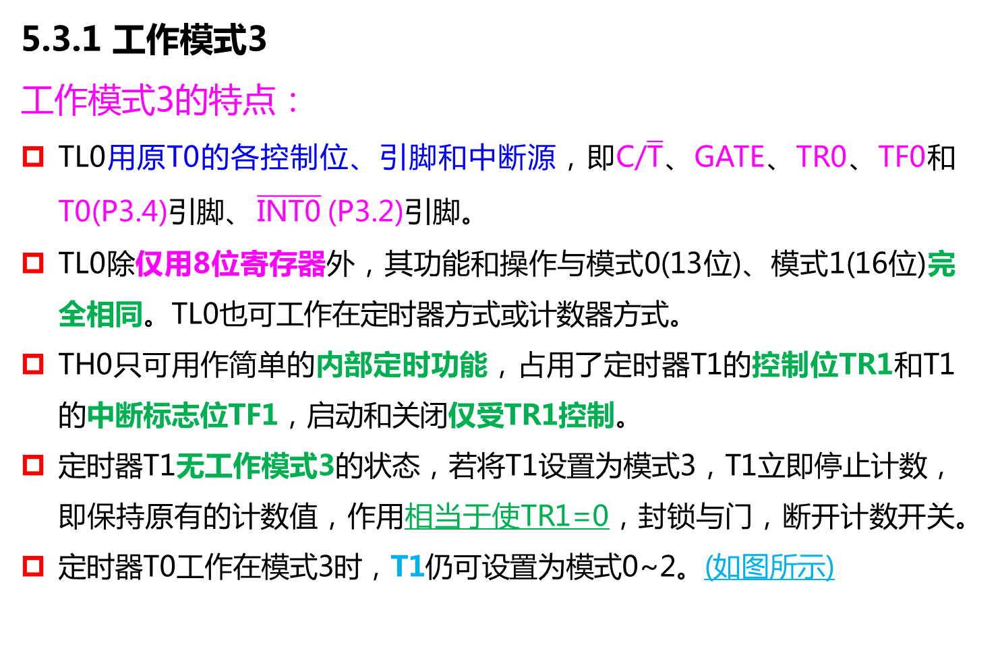 5.3.1 工作模式3
工作模式3的特点：
TL0用原T0的各控制位、引脚和中断源，即C/T̅、GATE、TR0、TF0和
T0(P3.4)引脚、I̅N̅T̅0̅ (P3.2)引脚。
TL0除仅用8位寄存器外，其功能和操作与模式0(13位)、模式1(16位)完
全相同。TL0也可工作在定时器方式或计数器方式。
TH0只可用作简单的内部定时功能，占用了定时器T1的控制位TR1和T1
的中断标志位TF1，启动和关闭仅受TR1控制。
定时器T1无工作模式3的状态，若将T1设置为模式3，T1立即停止计数，
即保持原有的计数值，作用相当于使TR1=0，封锁与门，断开计数开关。
定时器T0工作在模式3时，T1仍可设置为模式0~2。(如图所示)